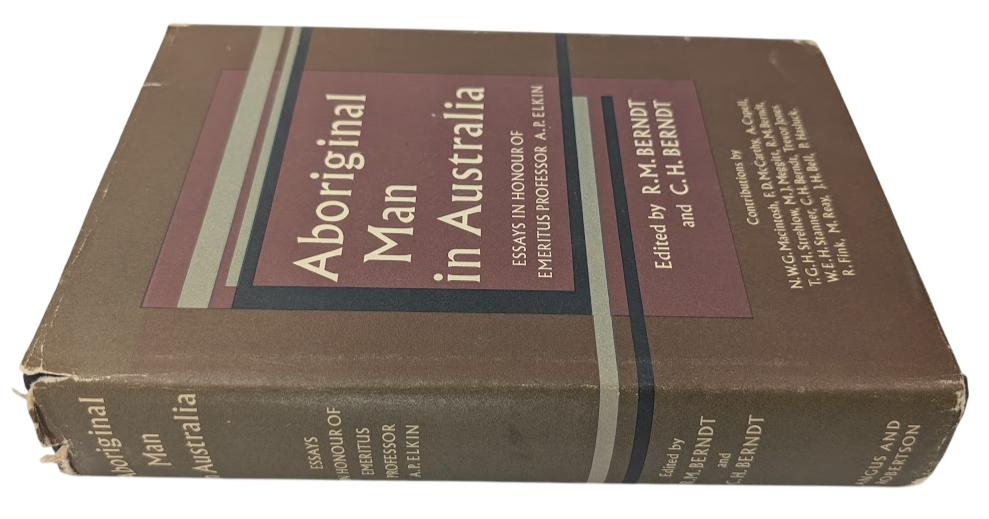 Aboriginal
Man
in Australia
ESSAYS IN HONOUR OF
EMERITUS PROFESSOR A.P. ELKIN
Edited by R.M. BERNDT
and C.H. BERNDT
Contributions by
N.W.G. Macintosh, F.D. McCarthy, A. Capell,
T.G.H. Strehlow, M.J. Meggitt, R.M. Berndt,
W.E.H. Stanner, C.H. Berndt, Trevor Jones
R. Fink, M. Reay, J.H. Bell, P. Hasluck.
Aboriginal
Man
in Australia
ESSAYS
IN HONOUR OF
EMERITUS
PROFESSOR
A.P. ELKIN
Edited by
R.M. BERNDT
and
C.H. BERNDT
ANGUS AND
ROBERTSON